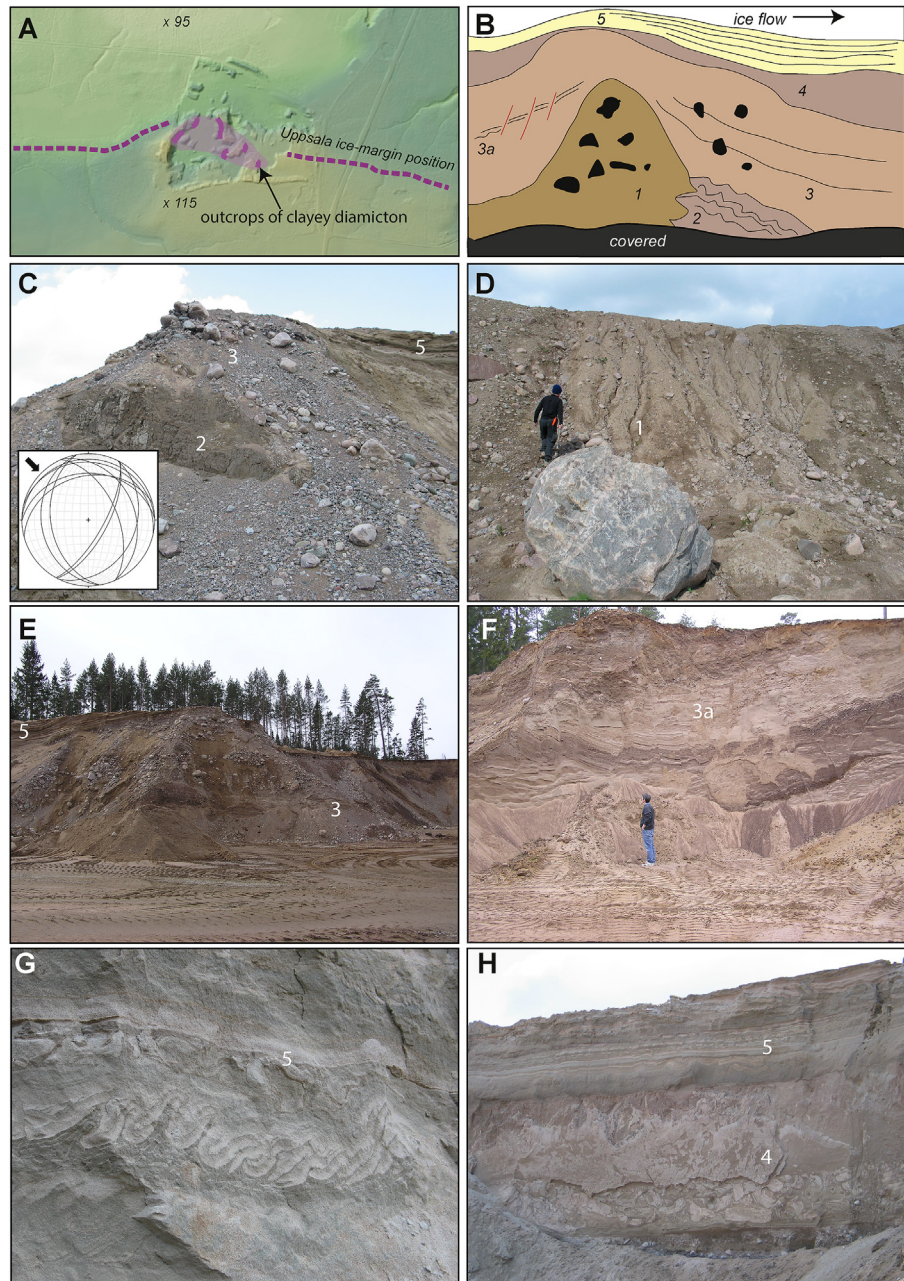 A
x 95
Uppsala ice-margin position
x 115
outcrops of clayey diamicton
B
5
ice flow
4
3a
1
2
3
covered
C
3
5
2
D
1
E
5
3
F
3a
G
5
H
5
4